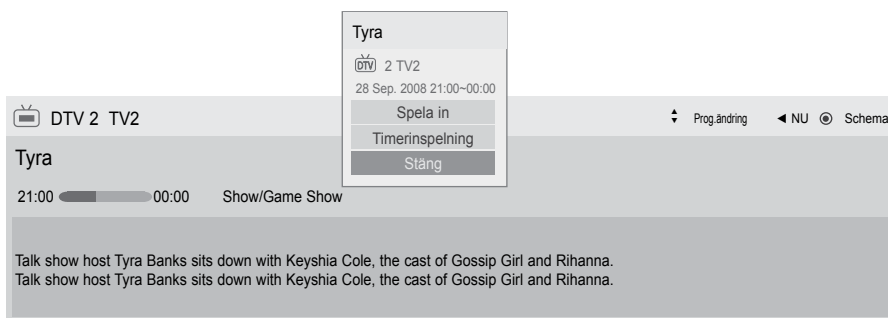 Tyra
DTV 2 TV2
28 Sep. 2008 21:00~00:00
Spela in
Timerinspelning
Stäng
DTV 2 TV2
Prog.ändring NU Schema
Tyra
21:00 00:00 Show/Game Show
Talk show host Tyra Banks sits down with Keyshia Cole, the cast of Gossip Girl and Rihanna.
Talk show host Tyra Banks sits down with Keyshia Cole, the cast of Gossip Girl and Rihanna.